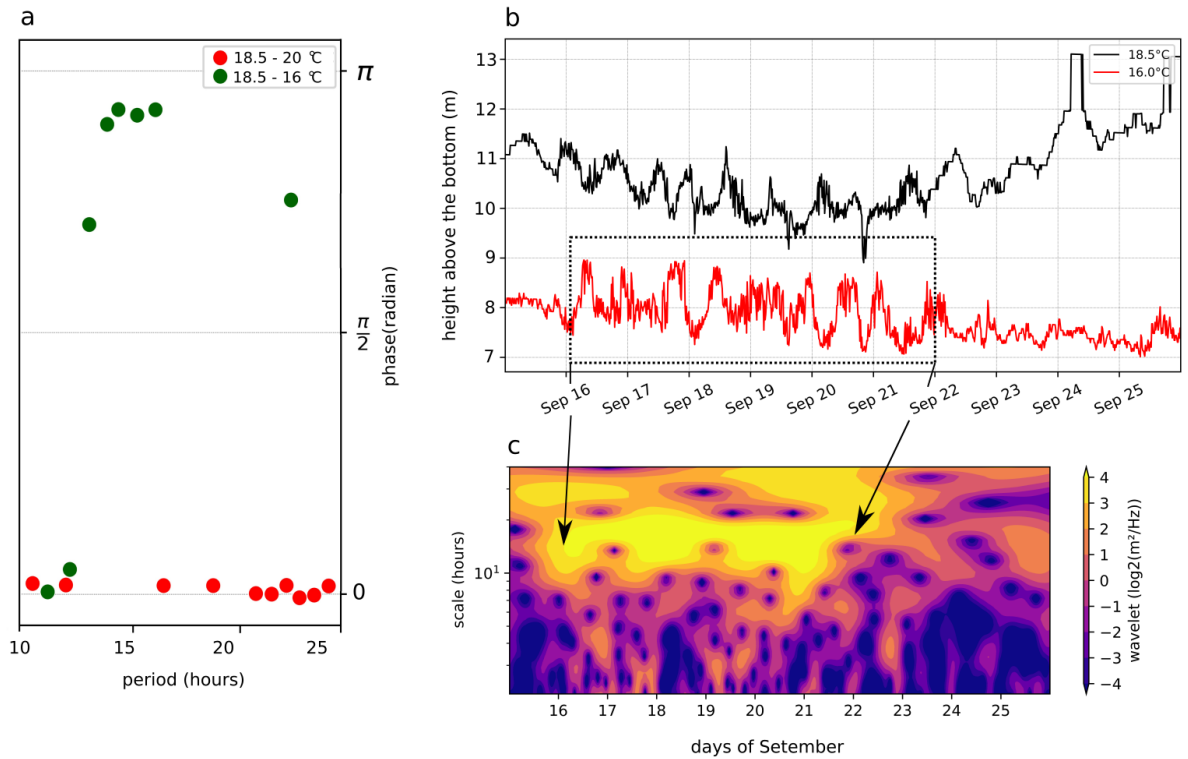 a
18.5 - 20 ℃
18.5 - 16 ℃
π
π
2
0
phase(radian)
10
15
20
25
period (hours)
b
13
12
11
10
9
8
7
height above the bottom (m)
18.5°C
16.0°C
Sep 16
Sep 17
Sep 18
Sep 19
Sep 20
Sep 21
Sep 22
Sep 23
Sep 24
Sep 25
c
10¹
scale (hours)
16
17
18
19
20
21
22
23
24
25
days of Setember
4
3
2
1
0
−1
−2
−3
−4
wavelet (log2(m²/Hz))